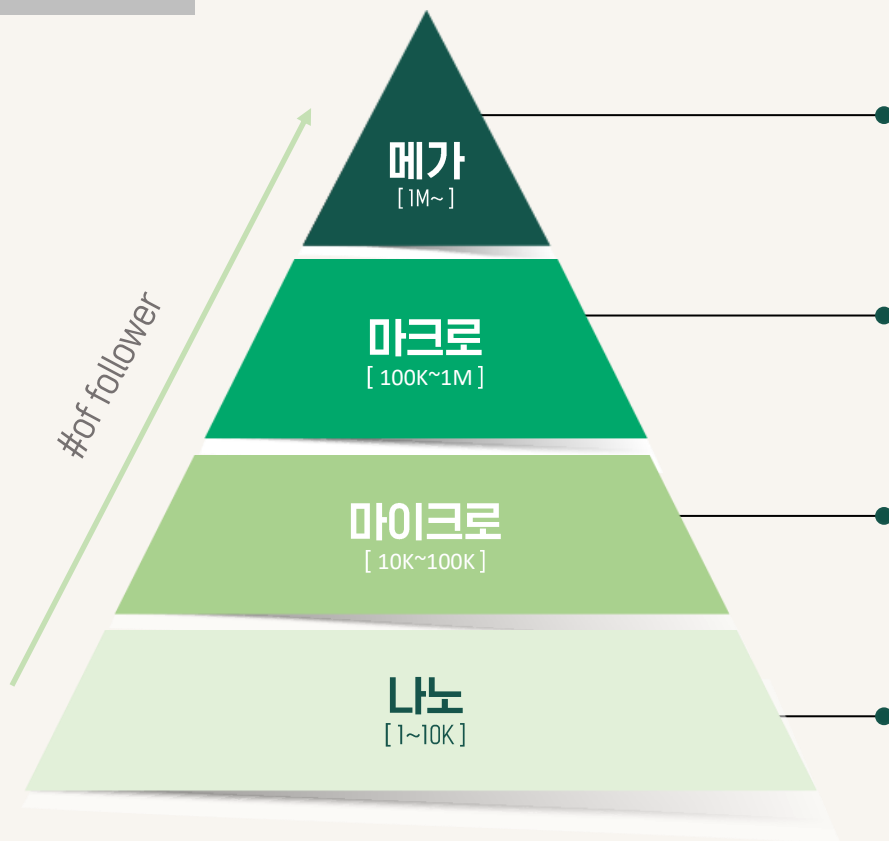 메가
[ 1M~ ]
마크로
[ 100K~1M ]
#of follower
마이크로
[ 10K~100K ]
나노
[ 1~10K ]